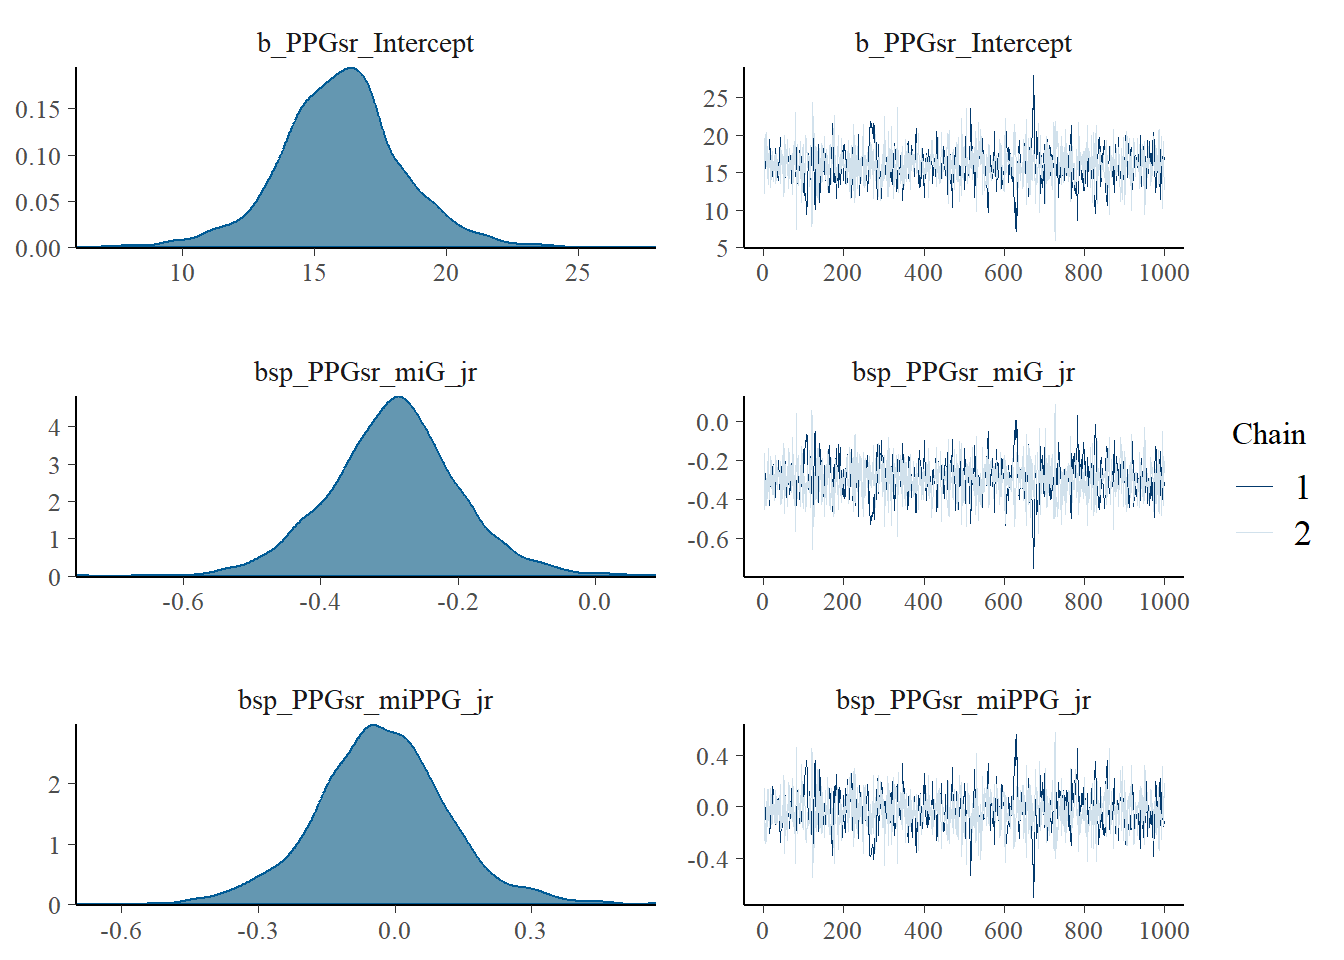 b_PPGsr_Intercept
0.15
0.10
0.05
0.00
10 15 20 25
b_PPGsr_Intercept
25
20
15
10
5
0 200 400 600 800 1000
bsp_PPGsr_miG_jr
4
3
2
1
0
-0.6 -0.4 -0.2 0.0
bsp_PPGsr_miG_jr
0.0
-0.2
-0.4
-0.6
0 200 400 600 800 1000
bsp_PPGsr_miPPG_jr
2
1
0
-0.6 -0.3 0.0 0.3
bsp_PPGsr_miPPG_jr
0.4
0.0
-0.4
0 200 400 600 800 1000
Chain
1
2